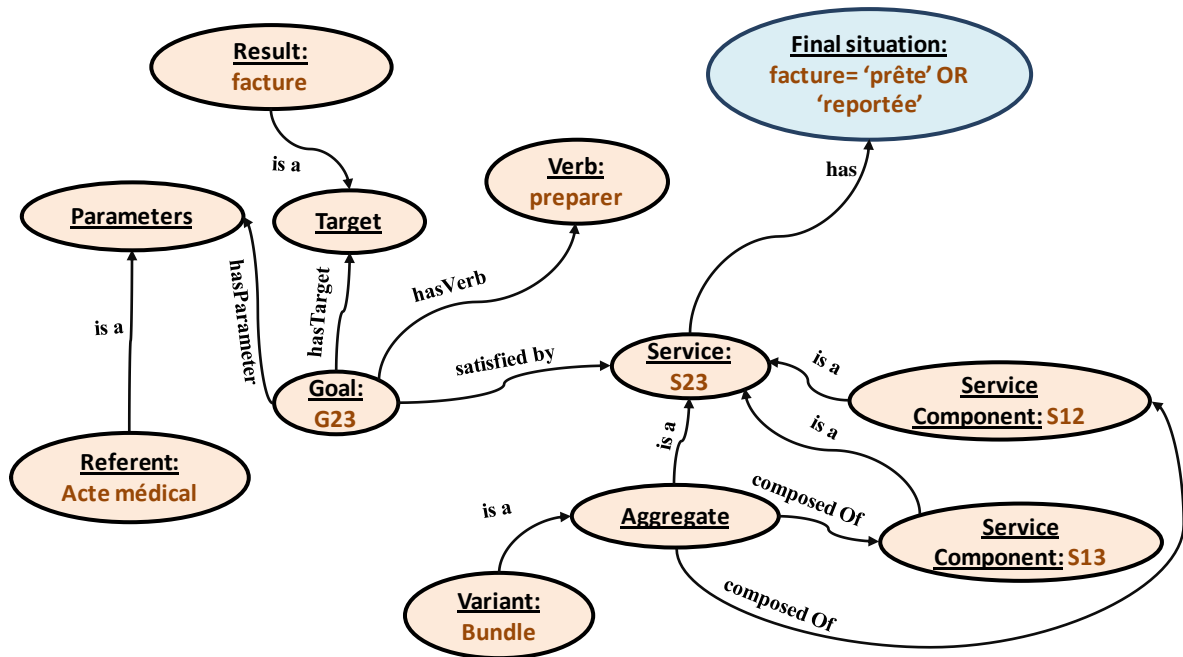 Result:
facture
Final situation:
facture= ‘prête’ OR
‘reportée’
is a
Verb:
preparer
has
Parameters
Target
hasParameter
hasTarget
hasVerb
is a
satisfied by
Service:
S23
is a
Service
Component: S12
Goal:
G23
is a
is a
Referent:
Acte médical
composed Of
is a
Aggregate
Service
Component: S13
composed Of
Variant:
Bundle